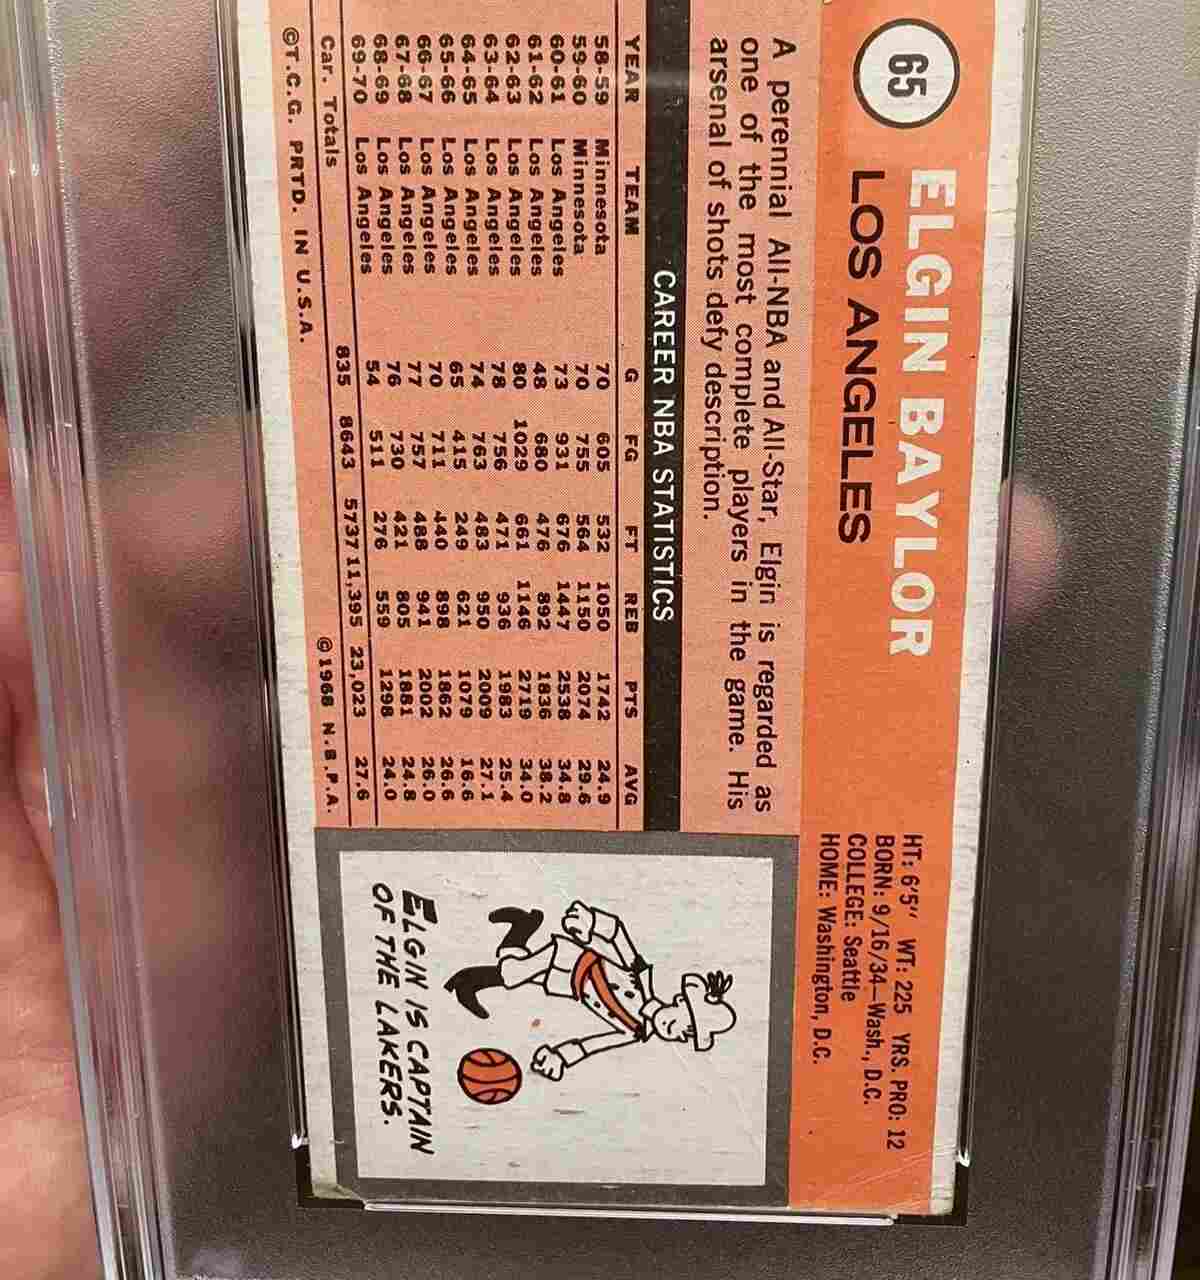 65
ELGIN BAYLOR
LOS ANGELES
HT: 6'5" WT: 225 YRS. PRO: 12
BORN: 9/16/34—Wash., D.C.
COLLEGE: Seattle
HOME: Washington, D.C.
A perennial All-NBA and All-Star, Elgin is regarded as
one of the most complete players in the game. His
arsenal of shots defy description.
CAREER NBA STATISTICS
YEAR TEAM G FG FT REB PTS AVG
58-59 Minnesota 70 605 532 1050 1742 24.9
59-60 Minnesota 70 755 564 1150 2074 29.6
60-61 Los Angeles 73 931 676 1447 2538 34.8
61-62 Los Angeles 48 680 476 892 1836 38.2
62-63 Los Angeles 80 1029 661 1146 2719 34.0
63-64 Los Angeles 78 756 471 936 1983 25.4
64-65 Los Angeles 74 763 483 950 2009 27.1
65-66 Los Angeles 65 415 249 621 1079 16.6
66-67 Los Angeles 70 711 440 898 1862 26.6
67-68 Los Angeles 77 757 488 941 2002 26.0
68-69 Los Angeles 76 730 421 805 1881 24.8
69-70 Los Angeles 54 511 276 559 1298 24.0
Car. Totals 835 8643 5737 11,395 23,023 27.6
©T.C.G. PRTD. IN U.S.A. ©1968 N.B.P.A.
ELGIN IS CAPTAIN
OF THE LAKERS.